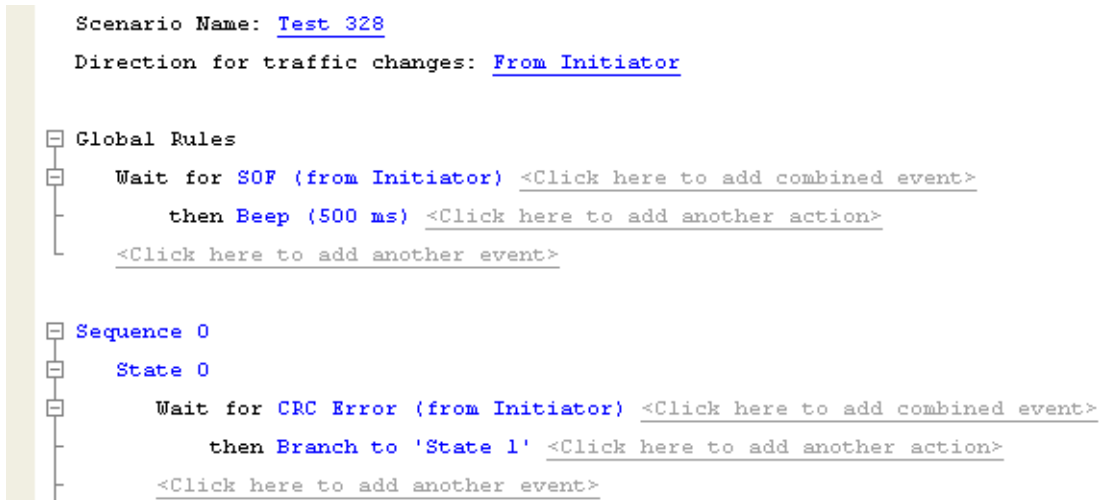 Scenario Name: Test 328
Direction for traffic changes: From Initiator
Global Rules
Wait for SOF (from Initiator) <Click here to add combined event>
then Beep (500 ms) <Click here to add another action>
<Click here to add another event>
Sequence 0
State 0
Wait for CRC Error (from Initiator) <Click here to add combined event>
then Branch to 'State 1' <Click here to add another action>
<Click here to add another event>